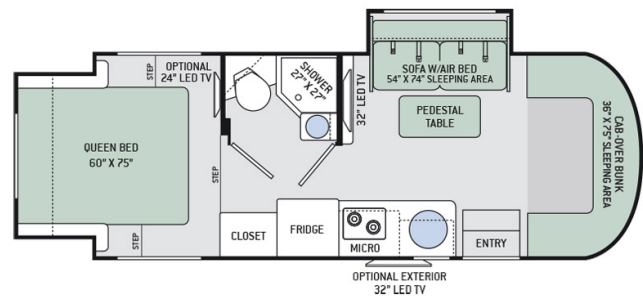 STEP
OPTIONAL
24" LED TV
SHOWER
27" X 27"
32" LED TV
SOFA W/AIR BED
54" X 74" SLEEPING AREA
PEDESTAL
TABLE
CAB-OVER BUNK
36" X 75" SLEEPING AREA
QUEEN BED
60" X 75"
STEP
STEP
CLOSET
FRIDGE
MICRO
ENTRY
OPTIONAL EXTERIOR
32" LED TV